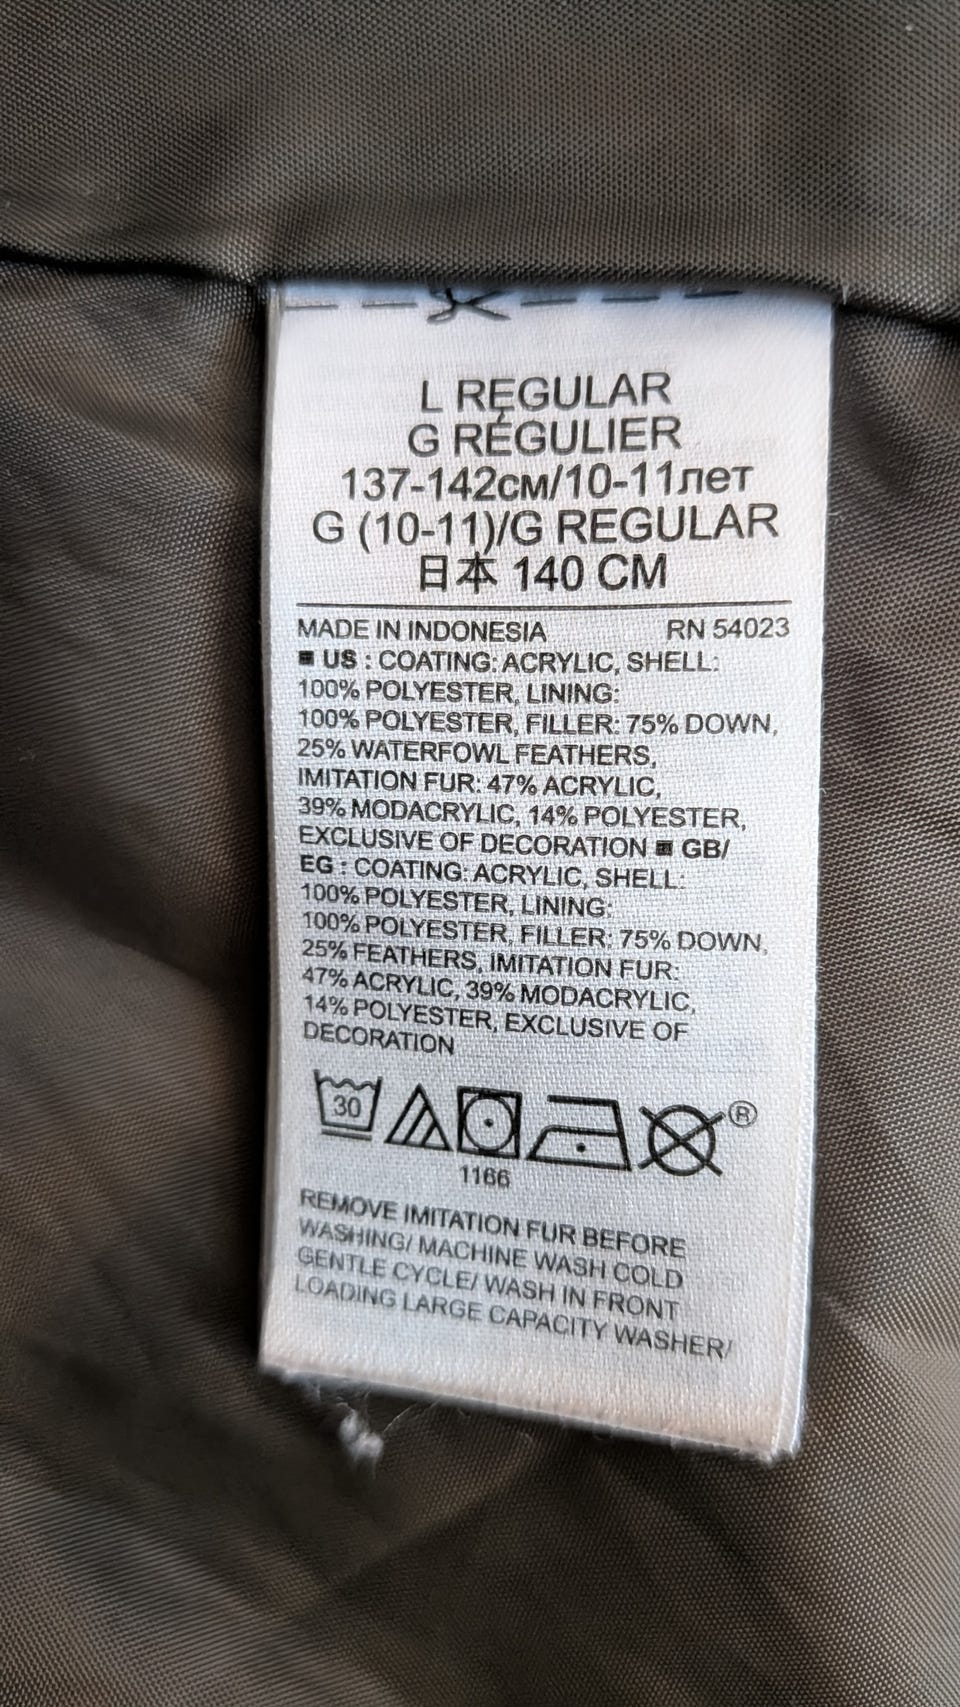 L REGULAR
G RÉGULIER
137-142см/10-11лет
G (10-11)/G REGULAR
日本 140 CM
MADE IN INDONESIA RN 54023
■ US : COATING: ACRYLIC, SHELL:
100% POLYESTER, LINING:
100% POLYESTER, FILLER: 75% DOWN,
25% WATERFOWL FEATHERS,
IMITATION FUR: 47% ACRYLIC,
39% MODACRYLIC, 14% POLYESTER,
EXCLUSIVE OF DECORATION ■ GB/
EG : COATING: ACRYLIC, SHELL:
100% POLYESTER, LINING:
100% POLYESTER, FILLER: 75% DOWN,
25% FEATHERS, IMITATION FUR:
47% ACRYLIC, 39% MODACRYLIC,
14% POLYESTER, EXCLUSIVE OF
DECORATION
30 ®
1166
REMOVE IMITATION FUR BEFORE
WASHING/ MACHINE WASH COLD
GENTLE CYCLE/ WASH IN FRONT
LOADING LARGE CAPACITY WASHER/